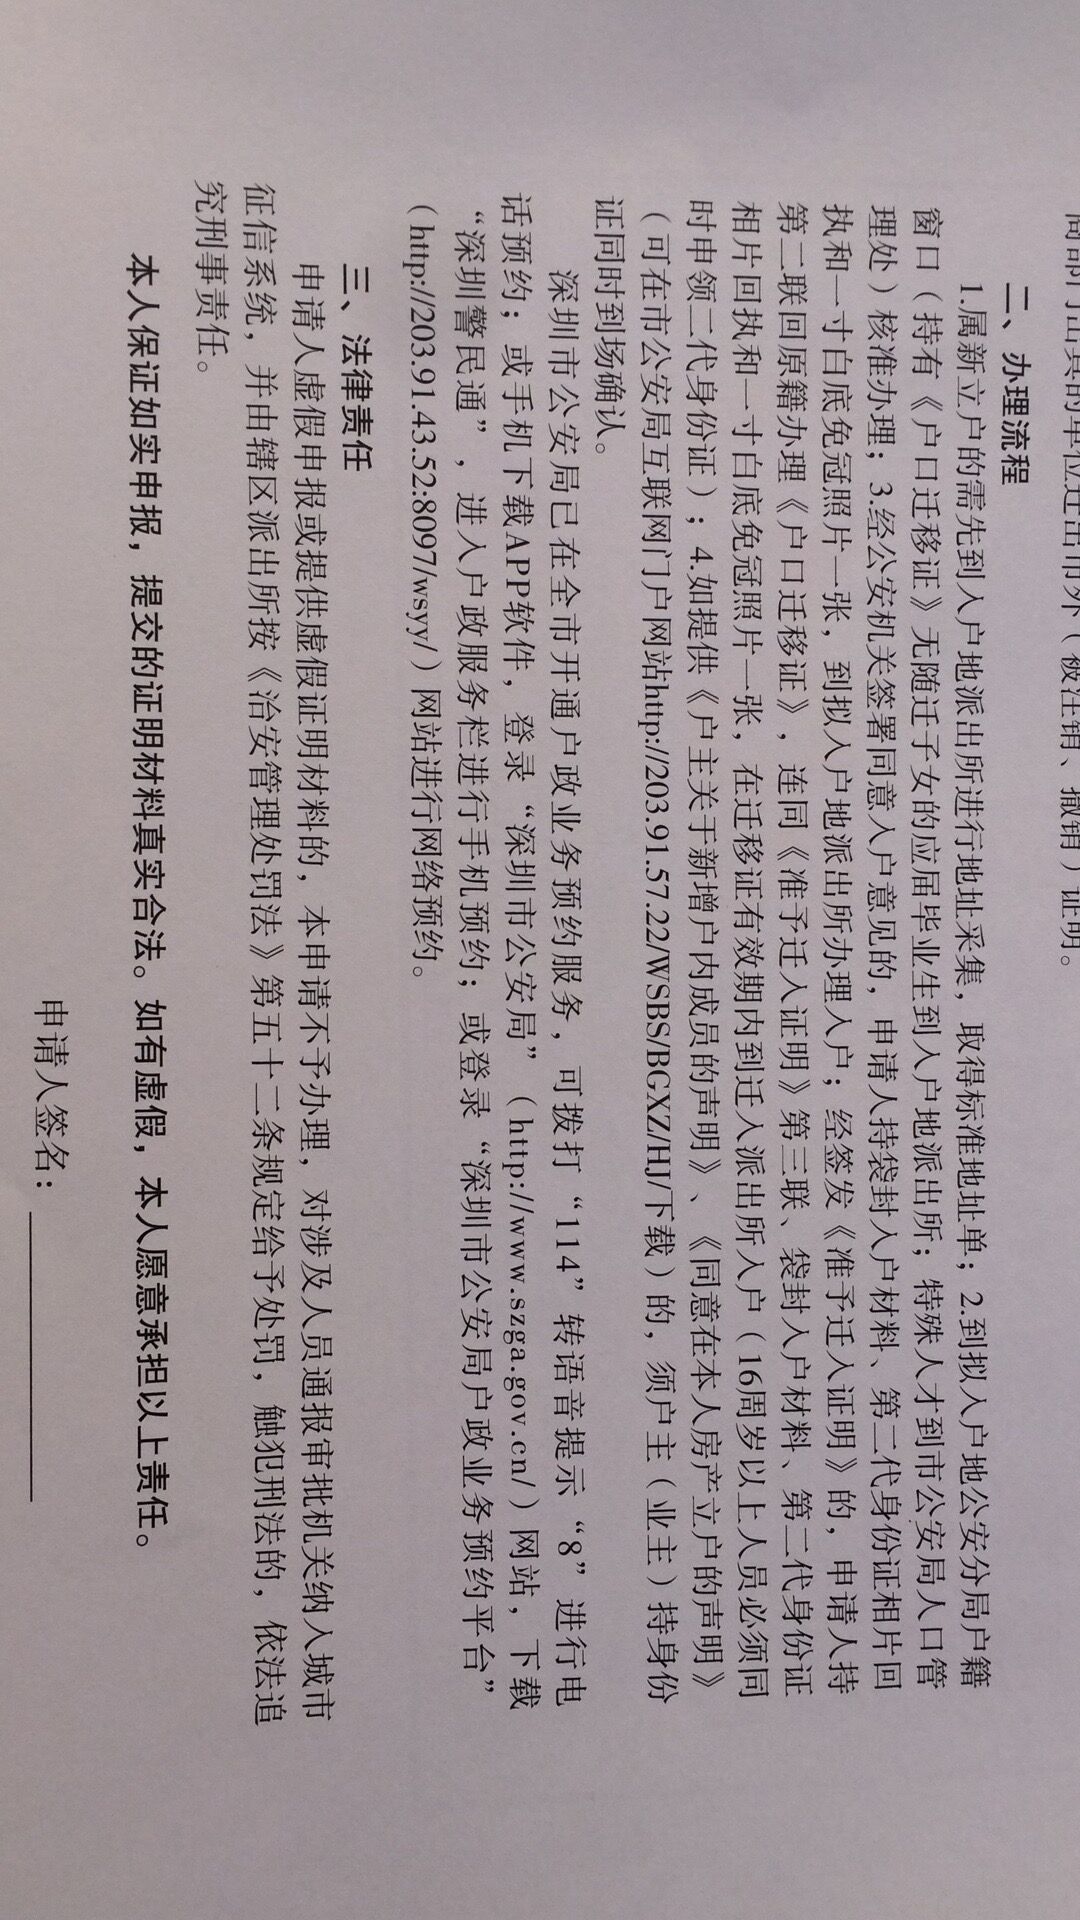 商部门出具的单位迁出市外（被注销、撤销）证明。
二、办理流程
1.属新立户的需先到入户地派出所进行地址采集，取得标准地址单；2.到拟入户地公安分局户籍
窗口（持有《户口迁移证》无随迁子女的应届毕业生到入户地派出所；特殊人才到市公安局人口管
理处）核准办理；3.经公安机关签署同意入户意见的，申请人持袋封入户材料、第二代身份证相片回
执和一寸白底免冠照片一张，到拟入户地派出所办理入户；经签发《准予迁入证明》的，申请人持
第二联回原籍办理《户口迁移证》，连同《准予迁入证明》第三联、袋封入户材料、第二代身份证
相片回执和一寸白底免冠照片一张，在迁移证有效期内到迁入派出所入户（16周岁以上人员必须同
时申领二代身份证）；4.如提供《户主关于新增户内成员的声明》、《同意在本人房产立户的声明》
（可在市公安局互联网门户网站http://203.91.57.22/WSBS/BGXZ/HJ/下载）的，须户主（业主）持身份
证同时到场确认。
深圳市公安局已在全市开通户政业务预约服务，可拨打“114”转语音提示“8”进行电
话预约；或手机下载APP软件，登录“深圳市公安局”（http://www.szga.gov.cn/）网站，下载
“深圳警民通”，进入户政服务栏进行手机预约；或登录“深圳市公安局户政业务预约平台”
（http://203.91.43.52:8097/wsyy/）网站进行网络预约。
三、法律责任
申请人虚假申报或提供虚假证明材料的，本申请不予办理，对涉及人员通报审批机关纳入城市
征信系统，并由辖区派出所按《治安管理处罚法》第五十二条规定给予处罚，触犯刑法的，依法追
究刑事责任。
本人保证如实申报，提交的证明材料真实合法。如有虚假，本人愿意承担以上责任。
申请人签名：